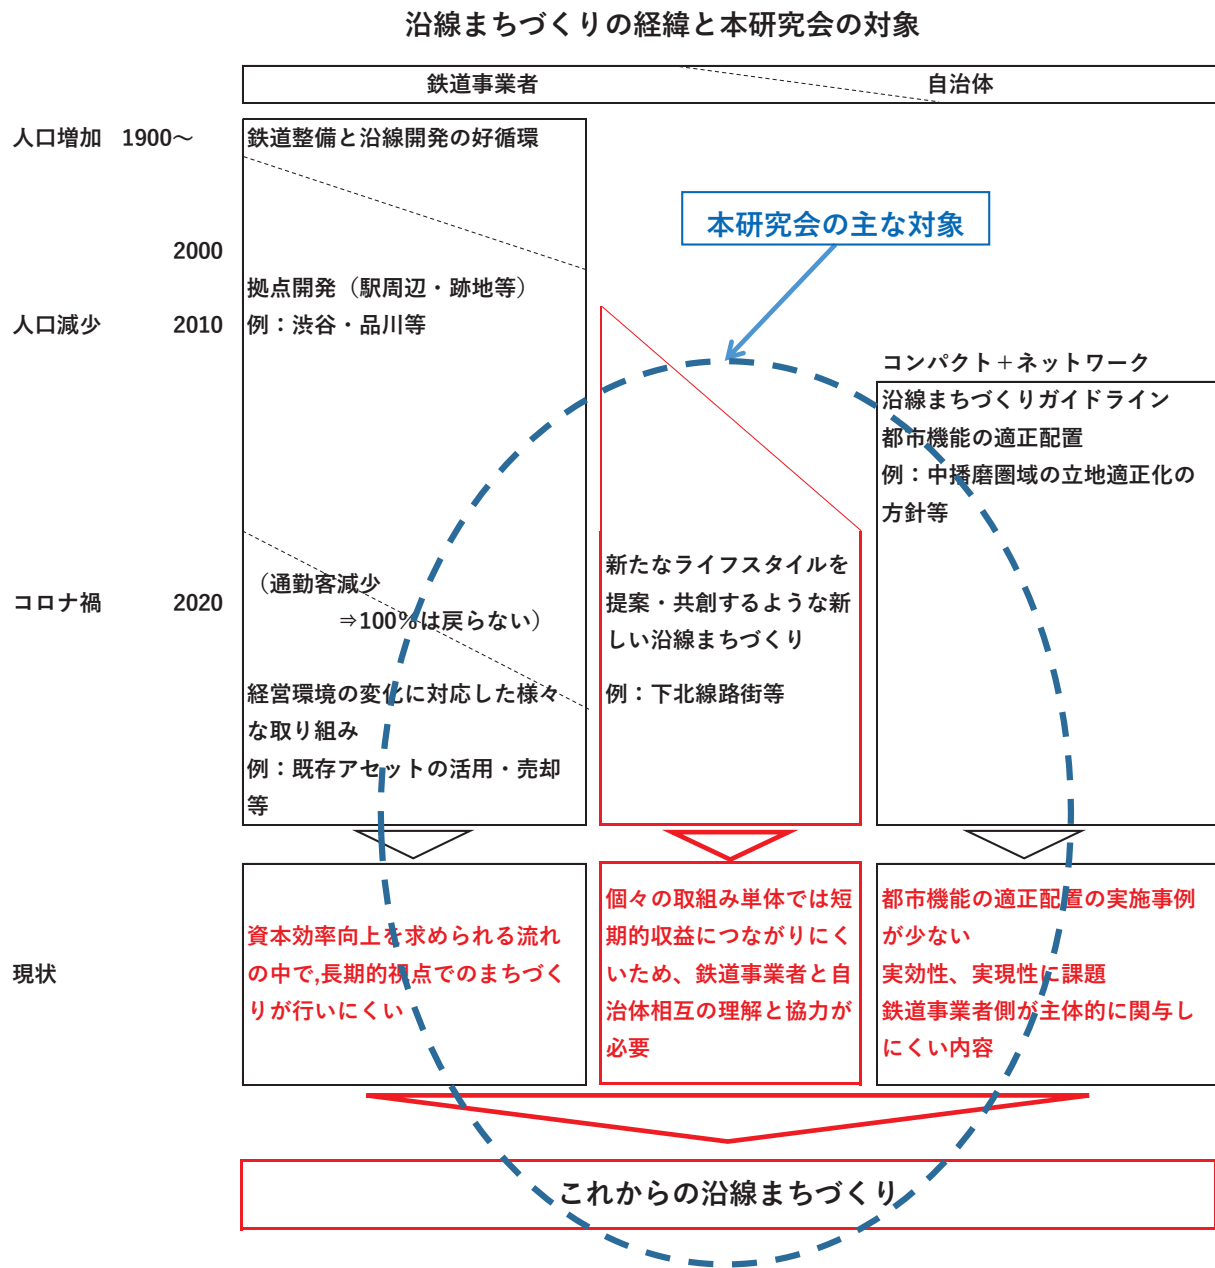 沿線まちづくりの経緯と本研究会の対象
鉄道事業者
自治体
人口増加 1900～
鉄道整備と沿線開発の好循環
本研究会の主な対象
2000
拠点開発（駅周辺・跡地等）
人口減少 2010
例：渋谷・品川等
コンパクト＋ネットワーク
沿線まちづくりガイドライン
都市機能の適正配置
例：中播磨圏域の立地適正化の
方針等
コロナ禍 2020
（通勤客減少
⇒100%は戻らない）
経営環境の変化に対応した様々
な取り組み
例：既存アセットの活用・売却
等
新たなライフスタイルを
提案・共創するような新
しい沿線まちづくり
例：下北線路街等
現状
資本効率向上を求められる流れ
の中で,長期的視点でのまちづく
りが行いにくい
個々の取組み単体では短
期的収益につながりにく
いため、鉄道事業者と自
治体相互の理解と協力が
必要
都市機能の適正配置の実施事例
が少ない
実効性、実現性に課題
鉄道事業者側が主体的に関与し
にくい内容
これからの沿線まちづくり